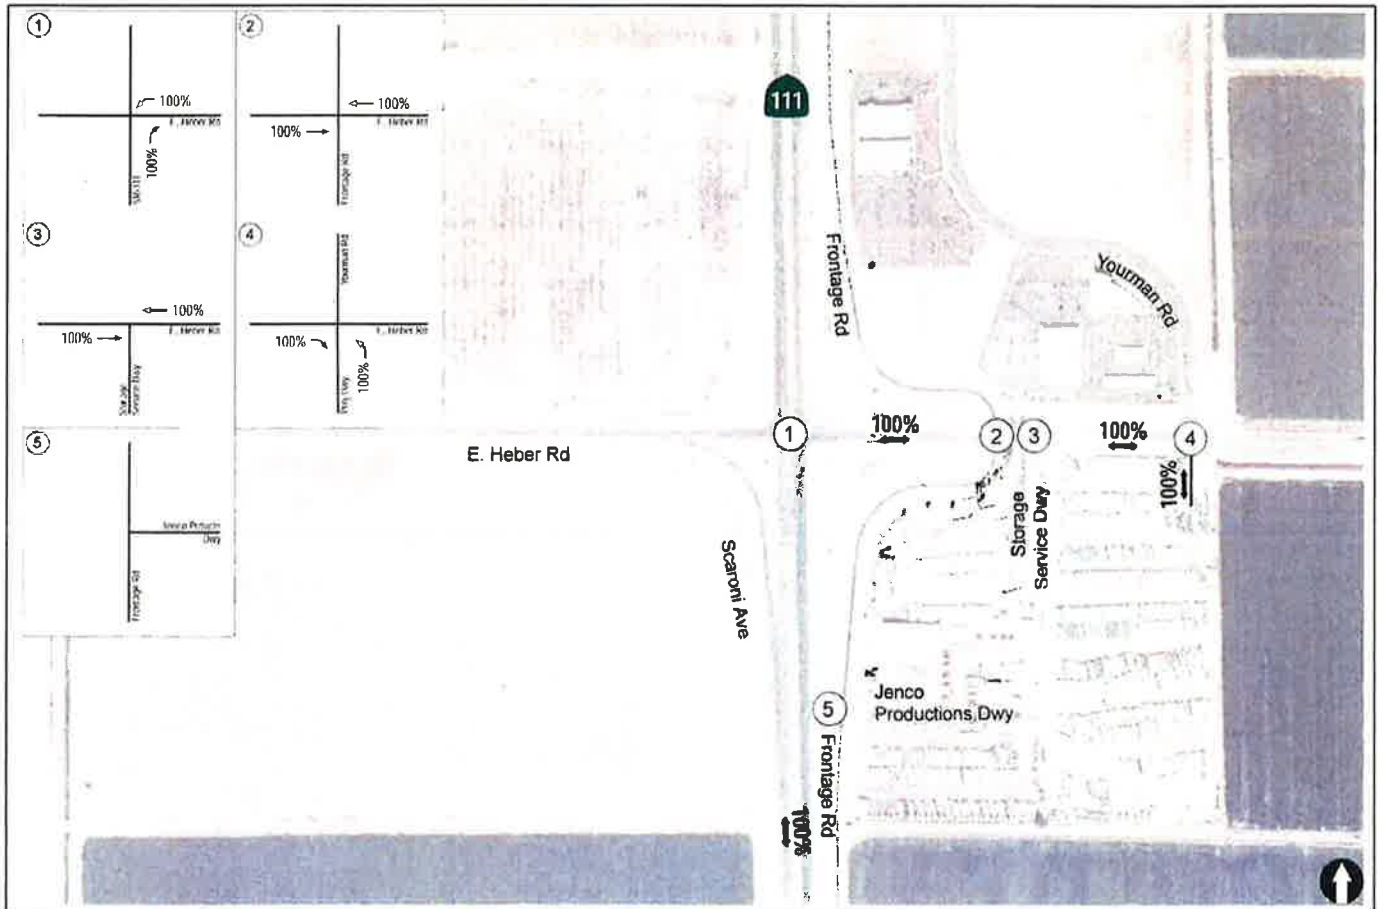 1
100%
E. Heber Rd
100%
SR-111
2
100%
100%
E. Heber Rd
Frontage Rd
3
100%
100%
E. Heber Rd
Storage
Service Dwy
4
Yourman Rd
100%
E. Heber Rd
100%
5
Dwy
Frontage Rd
111
Frontage Rd
Yourman Rd
1
100%
2
3
100%
4
E. Heber Rd
100%
Storage
Service Dwy
Scaroni Ave
Jenco
Productions Dwy
5
Frontage Rd
100%